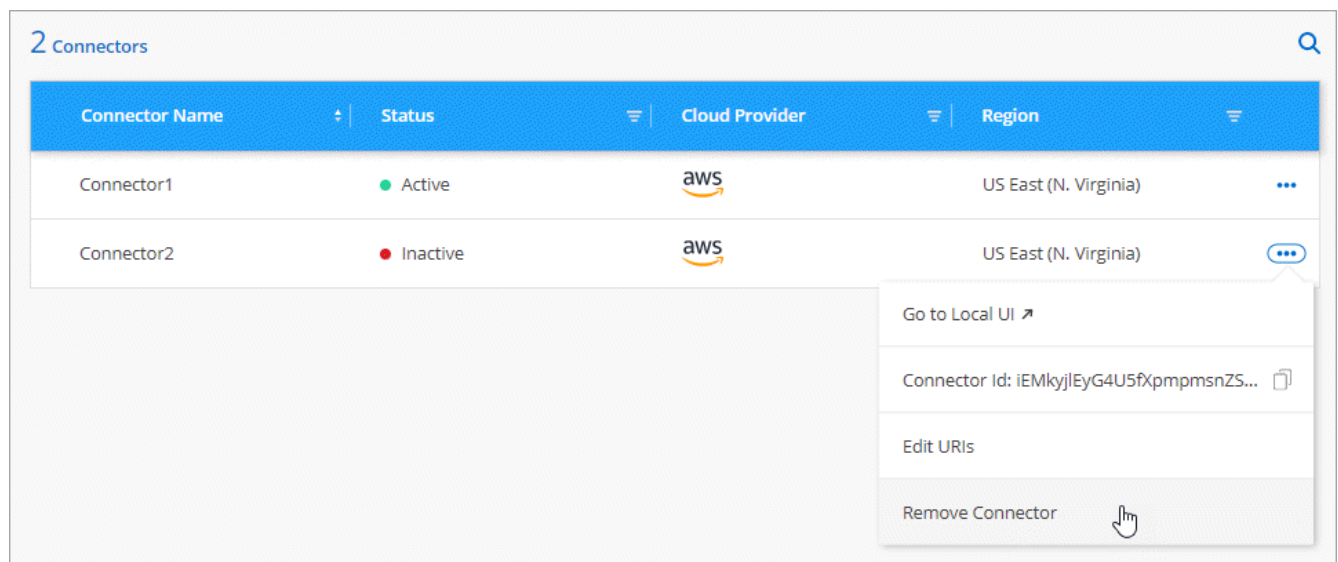 2 Connectors
Connector Name Status Cloud Provider Region
Connector1 Active aws US East (N. Virginia)
Connector2 Inactive aws US East (N. Virginia)
Go to Local UI
Connector Id: iEMkyjlEyG4U5fXpmpmsnZS...
Edit URIs
Remove Connector